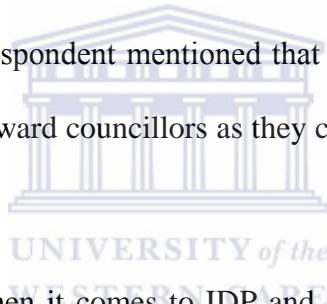 spondent mentioned that
ward councillors as they c
UNIVERSITY of the
hen it comes to IDP and
WESTERN CAPE